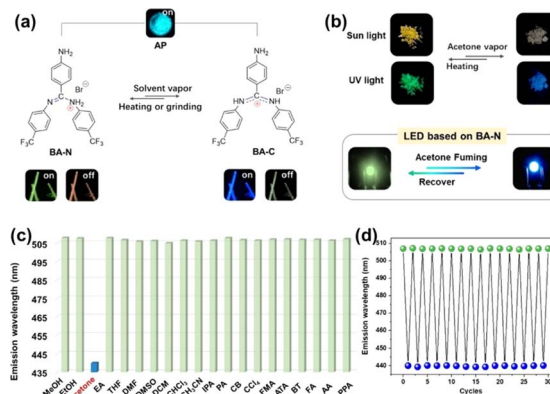 (a)
on
AP
NH₂
NH₂
Br⊖
Br⊖
N
C
NH₂
⊕
HN
C
NH
⊕
Solvent vapor
Heating or grinding
CF₃
CF₃
CF₃
CF₃
BA-N
BA-C
on
off
on
off
(b)
Sun light
Acetone vapor
Heating
UV light
LED based on BA-N
Acetone Fuming
Recover
(c)
Emission wavelength (nm)
505
495
485
475
465
455
445
435
MeOH
EtOH
EA
THF
DMF
DMSO
DCM
CHCl₃
IPA
PA
CB
CCl₄
ATA
BT
FA
AA
PPA
(d)
Emission wavelength (nm)
510
500
490
480
470
460
450
440
0
5
10
15
20
25
30
Cycles